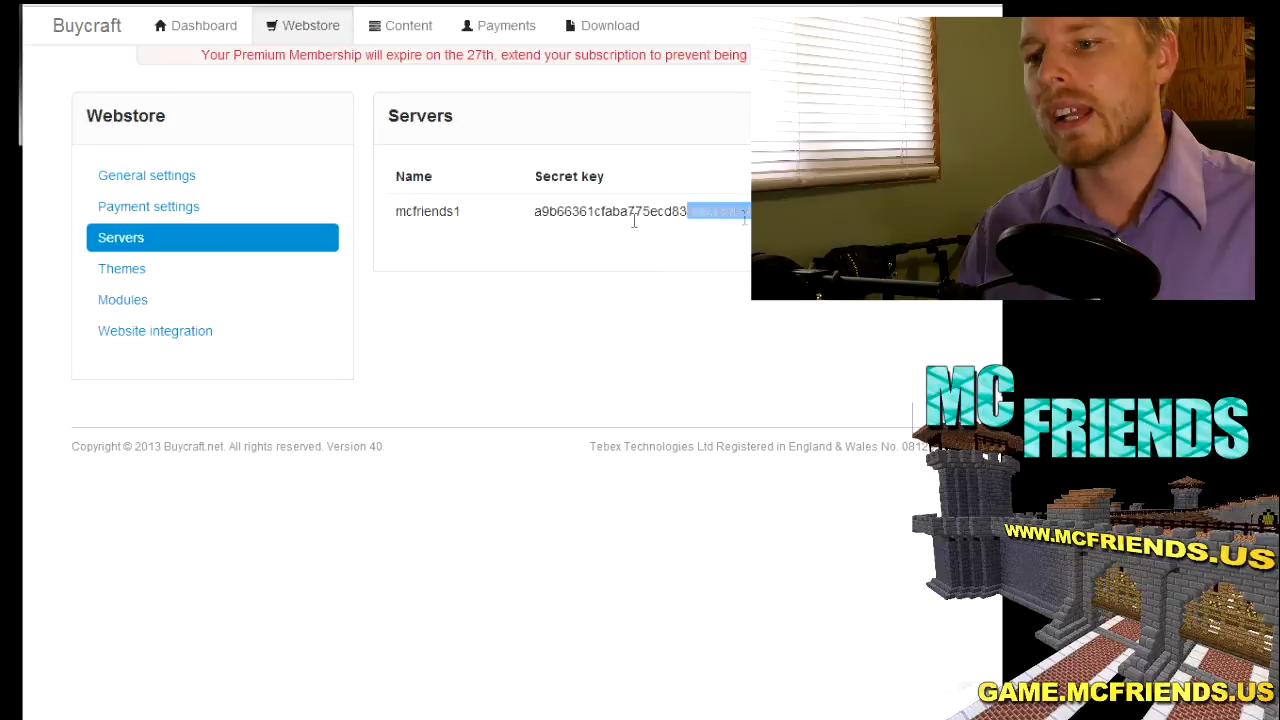 Buycraft
Dashboard
Webstore
Content
Payments
Download
Your Premium Membership will expire on the 27th, extend your subscription to prevent being
Webstore
General settings
Payment settings
Servers
Themes
Modules
Website integration
Servers
Name Secret key
mcfriends1 a9b66361cfaba775ecd83
Copyright © 2013 Buycraft.net. All rights reserved. Version 40.
Tebex Technologies Ltd Registered in England & Wales No. 0812
MC
FRIENDS
WWW.MCFRIENDS.US
GAME.MCFRIENDS.US